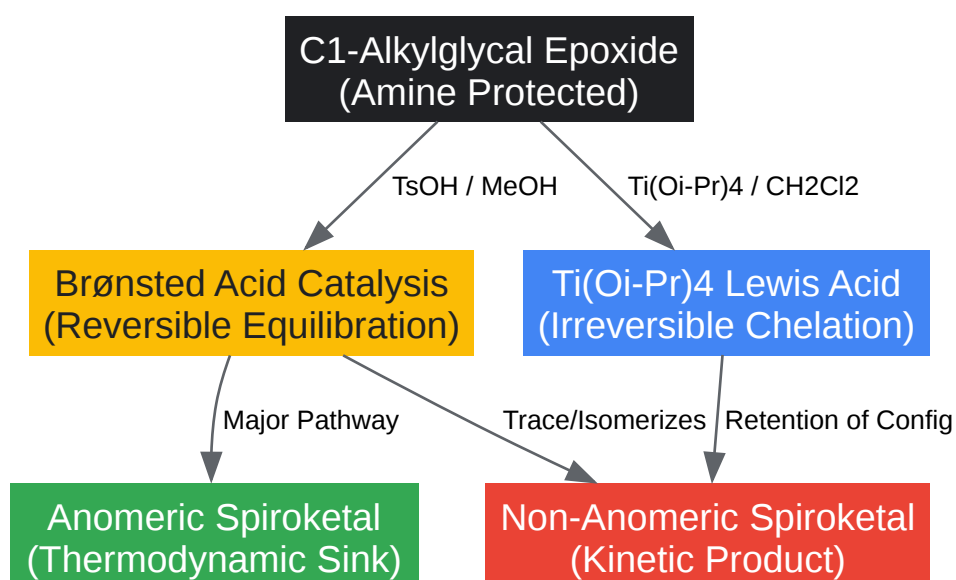 C1-Alkylglycal Epoxide
(Amine Protected)
TsOH / MeOH
Ti(Oi-Pr)4 / CH2Cl2
Brønsted Acid Catalysis
(Reversible Equilibration)
Ti(Oi-Pr)4 Lewis Acid
(Irreversible Chelation)
Major Pathway
Trace/Isomerizes
Retention of Config
Anomeric Spiroketal
(Thermodynamic Sink)
Non-Anomeric Spiroketal
(Kinetic Product)